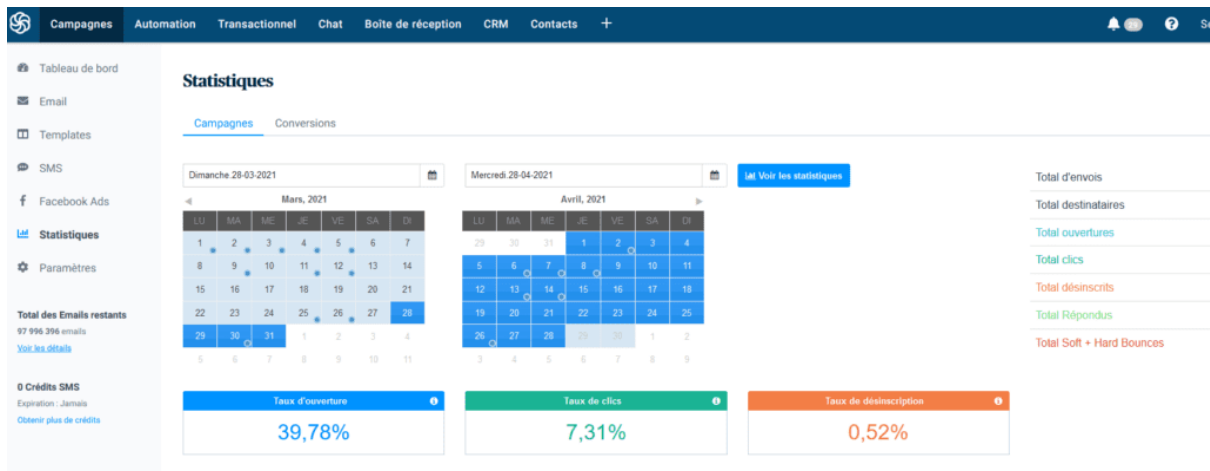 Campagnes Automation Transactionnel Chat Boîte de réception CRM Contacts +
Tableau de bord
Email
Templates
SMS
Facebook Ads
Statistiques
Paramètres
Total des Emails restants
97 996 396 emails
Voir les détails
0 Crédits SMS
Expiration : Jamais
Obtenir plus de crédits
Statistiques
Campagnes Conversions
Dimanche.28-03-2021
Mars, 2021
LU MA ME JE VE SA DI
1 2 3 4 5 6 7
8 9 10 11 12 13 14
15 16 17 18 19 20 21
22 23 24 25 26 27 28
29 30 31 1 2 3 4
5 6 7 8 9 10 11
Mercredi.28-04-2021
Avril, 2021
LU MA ME JE VE SA DI
29 30 31 1 2 3 4
5 6 7 8 9 10 11
12 13 14 15 16 17 18
19 20 21 22 23 24 25
26 27 28 29 30 1 2
3 4 5 6 7 8 9
Voir les statistiques
Total d'envois
Total destinataires
Total ouvertures
Total clics
Total désinscrits
Total Répondus
Total Soft + Hard Bounces
Taux d'ouverture
39,78%
Taux de clics
7,31%
Taux de désinscription
0,52%